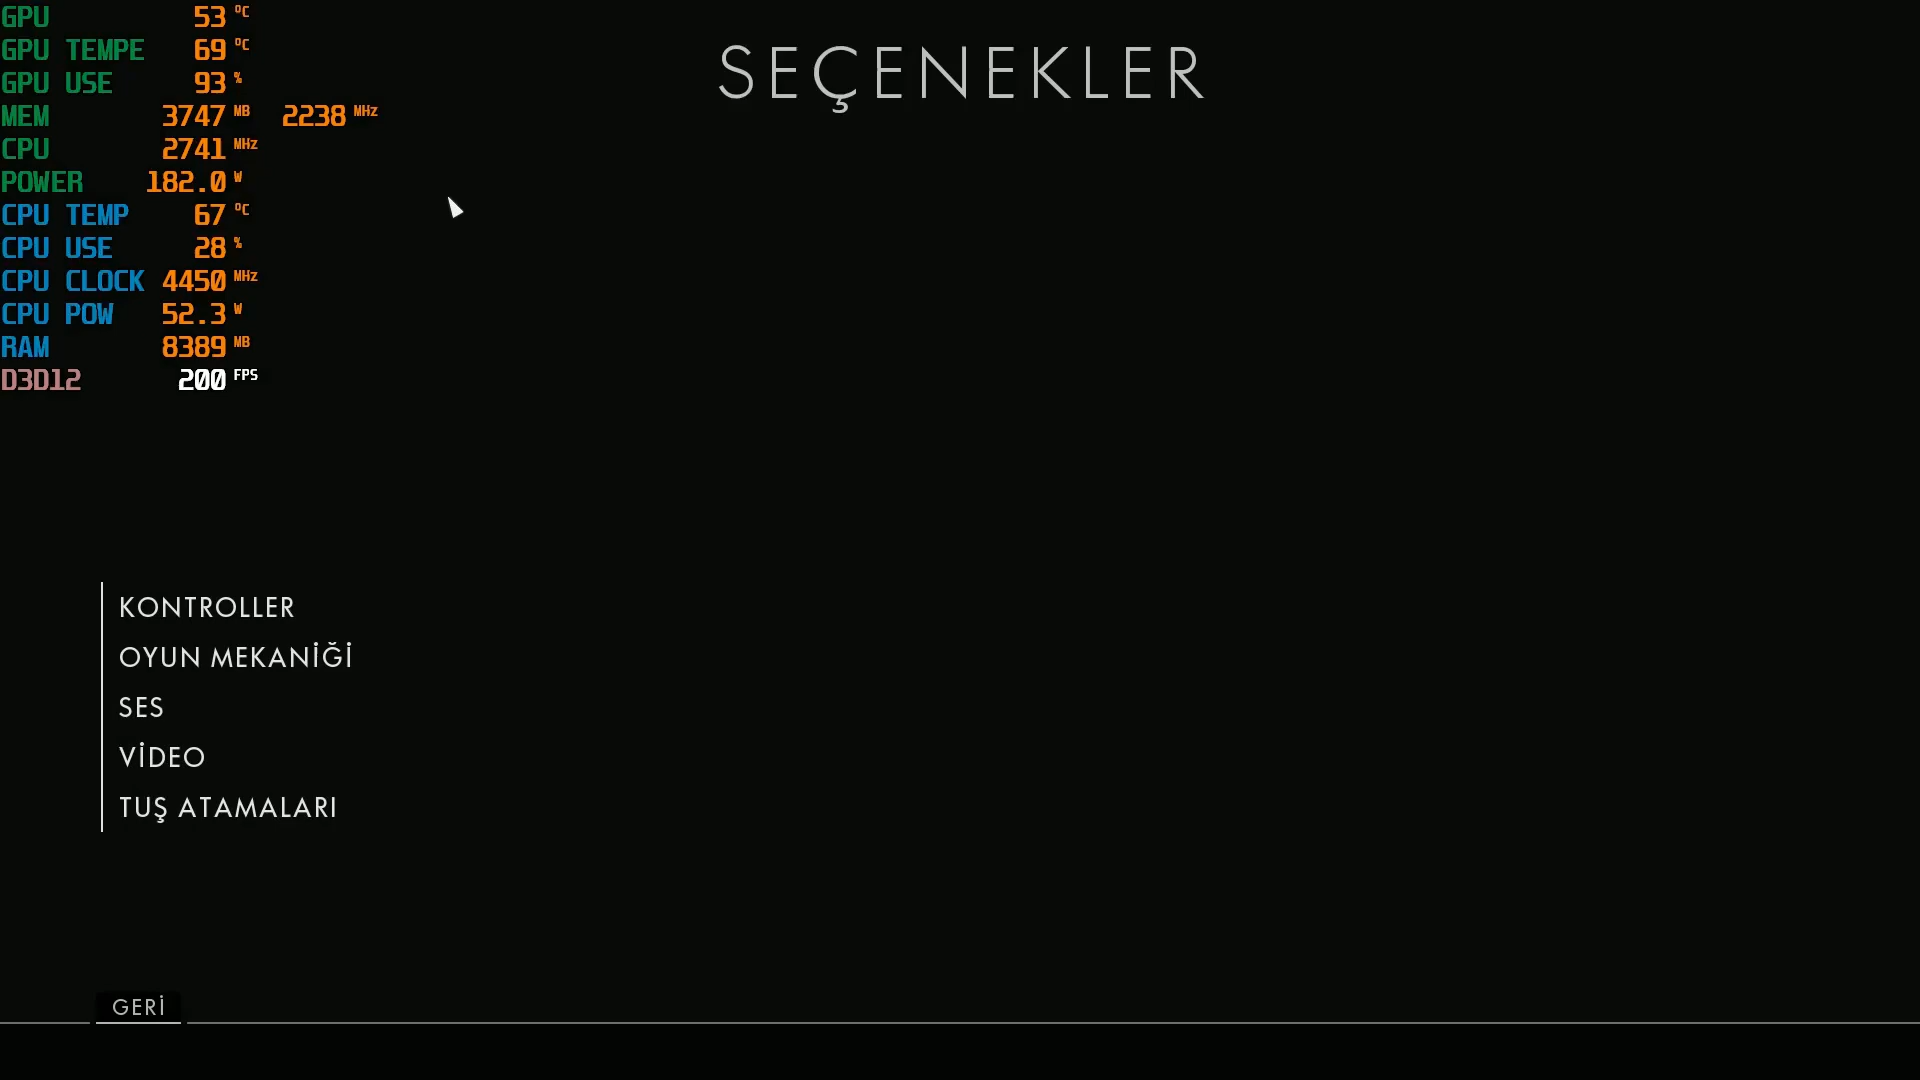 GPU 53 °C
GPU TEMPE 69 °C
GPU USE 93 %
MEM 3747 MB 2238 MHz
CPU 2741 MHz
POWER 182.0 W
CPU TEMP 67 °C
CPU USE 28 %
CPU CLOCK 4450 MHz
CPU POW 52.3 W
RAM 8389 MB
D3D12 200 FPS
SEÇENEKLER
KONTROLLER
OYUN MEKANİĞİ
SES
VİDEO
TUŞ ATAMALARI
GERİ